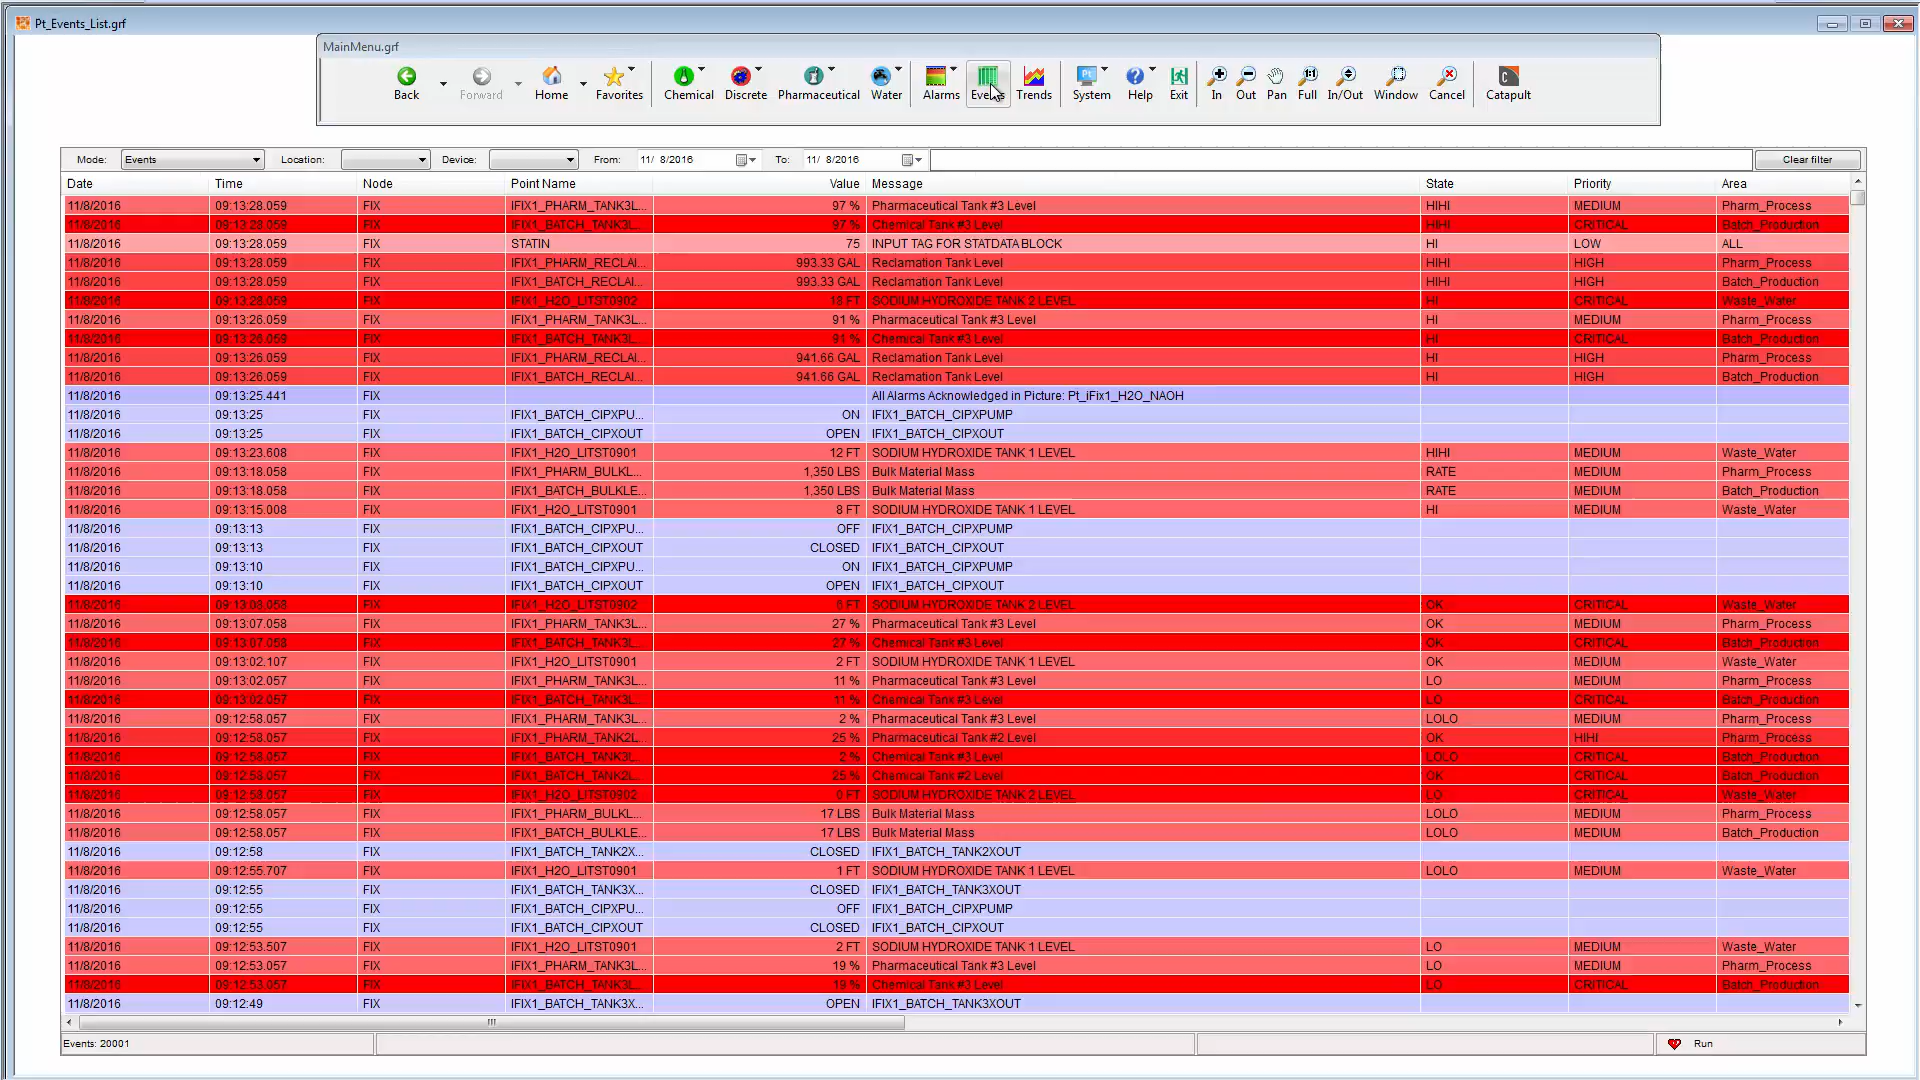 Pt_Events_List.grf
MainMenu.grf
Back Forward Home Favorites Chemical Discrete Pharmaceutical Water Alarms Events Trends System Help Exit In Out Pan Full In/Out Window Cancel Catapult
Mode: Events Location: Device: From: 11/ 8/2016 To: 11/ 8/2016 Clear filter
Date Time Node Point Name Value Message State Priority Area
11/8/2016 09:13:28.059 FIX IFIX1_PHARM_TANK3L... 97 % Pharmaceutical Tank #3 Level HIHI MEDIUM Pharm_Process
11/8/2016 09:13:28.059 FIX IFIX1_BATCH_TANK3L... 97 % Chemical Tank #3 Level HIHI CRITICAL Batch_Production
11/8/2016 09:13:28.059 FIX STATIN 75 INPUT TAG FOR STATDATA BLOCK HI LOW ALL
11/8/2016 09:13:28.059 FIX IFIX1_PHARM_RECLAI... 993.33 GAL Reclamation Tank Level HIHI HIGH Pharm_Process
11/8/2016 09:13:28.059 FIX IFIX1_BATCH_RECLAI... 993.33 GAL Reclamation Tank Level HIHI HIGH Batch_Production
11/8/2016 09:13:28.059 FIX IFIX1_H2O_LITST0902 18 FT SODIUM HYDROXIDE TANK 2 LEVEL HI CRITICAL Waste_Water
11/8/2016 09:13:26.059 FIX IFIX1_PHARM_TANK3L... 91 % Pharmaceutical Tank #3 Level HI MEDIUM Pharm_Process
11/8/2016 09:13:26.059 FIX IFIX1_BATCH_TANK3L... 91 % Chemical Tank #3 Level HI CRITICAL Batch_Production
11/8/2016 09:13:26.059 FIX IFIX1_PHARM_RECLAI... 941.66 GAL Reclamation Tank Level HI HIGH Pharm_Process
11/8/2016 09:13:26.059 FIX IFIX1_BATCH_RECLAI... 941.66 GAL Reclamation Tank Level HI HIGH Batch_Production
11/8/2016 09:13:25.441 FIX All Alarms Acknowledged in Picture: Pt_iFix1_H2O_NAOH
11/8/2016 09:13:25 FIX IFIX1_BATCH_CIPXPU... ON IFIX1_BATCH_CIPXPUMP
11/8/2016 09:13:25 FIX IFIX1_BATCH_CIPXOUT OPEN IFIX1_BATCH_CIPXOUT
11/8/2016 09:13:23.608 FIX IFIX1_H2O_LITST0901 12 FT SODIUM HYDROXIDE TANK 1 LEVEL HIHI MEDIUM Waste_Water
11/8/2016 09:13:18.058 FIX IFIX1_PHARM_BULKL... 1,350 LBS Bulk Material Mass RATE MEDIUM Pharm_Process
11/8/2016 09:13:18.058 FIX IFIX1_BATCH_BULKLE... 1,350 LBS Bulk Material Mass RATE MEDIUM Batch_Production
11/8/2016 09:13:15.008 FIX IFIX1_H2O_LITST0901 8 FT SODIUM HYDROXIDE TANK 1 LEVEL HI MEDIUM Waste_Water
11/8/2016 09:13:13 FIX IFIX1_BATCH_CIPXPU... OFF IFIX1_BATCH_CIPXPUMP
11/8/2016 09:13:13 FIX IFIX1_BATCH_CIPXOUT CLOSED IFIX1_BATCH_CIPXOUT
11/8/2016 09:13:10 FIX IFIX1_BATCH_CIPXPU... ON IFIX1_BATCH_CIPXPUMP
11/8/2016 09:13:10 FIX IFIX1_BATCH_CIPXOUT OPEN IFIX1_BATCH_CIPXOUT
11/8/2016 09:13:08.058 FIX IFIX1_H2O_LITST0902 6 FT SODIUM HYDROXIDE TANK 2 LEVEL OK CRITICAL Waste_Water
11/8/2016 09:13:07.058 FIX IFIX1_PHARM_TANK3L... 27 % Pharmaceutical Tank #3 Level OK MEDIUM Pharm_Process
11/8/2016 09:13:07.058 FIX IFIX1_BATCH_TANK3L... 27 % Chemical Tank #3 Level OK CRITICAL Batch_Production
11/8/2016 09:13:02.107 FIX IFIX1_H2O_LITST0901 2 FT SODIUM HYDROXIDE TANK 1 LEVEL OK MEDIUM Waste_Water
11/8/2016 09:13:02.057 FIX IFIX1_PHARM_TANK3L... 11 % Pharmaceutical Tank #3 Level LO MEDIUM Pharm_Process
11/8/2016 09:13:02.057 FIX IFIX1_BATCH_TANK3L... 11 % Chemical Tank #3 Level LO CRITICAL Batch_Production
11/8/2016 09:12:58.057 FIX IFIX1_PHARM_TANK3L... 2 % Pharmaceutical Tank #3 Level LOLO MEDIUM Pharm_Process
11/8/2016 09:12:58.057 FIX IFIX1_PHARM_TANK2L... 25 % Pharmaceutical Tank #2 Level OK HIHI Pharm_Process
11/8/2016 09:12:58.057 FIX IFIX1_BATCH_TANK3L... 2 % Chemical Tank #3 Level LOLO CRITICAL Batch_Production
11/8/2016 09:12:58.057 FIX IFIX1_BATCH_TANK2L... 25 % Chemical Tank #2 Level OK CRITICAL Batch_Production
11/8/2016 09:12:58.057 FIX IFIX1_H2O_LITST0902 0 FT SODIUM HYDROXIDE TANK 2 LEVEL LO CRITICAL Waste_Water
11/8/2016 09:12:58.057 FIX IFIX1_PHARM_BULKL... 17 LBS Bulk Material Mass LOLO MEDIUM Pharm_Process
11/8/2016 09:12:58.057 FIX IFIX1_BATCH_BULKLE... 17 LBS Bulk Material Mass LOLO MEDIUM Batch_Production
11/8/2016 09:12:58 FIX IFIX1_BATCH_TANK2X... CLOSED IFIX1_BATCH_TANK2XOUT
11/8/2016 09:12:55.707 FIX IFIX1_H2O_LITST0901 1 FT SODIUM HYDROXIDE TANK 1 LEVEL LOLO MEDIUM Waste_Water
11/8/2016 09:12:55 FIX IFIX1_BATCH_TANK3X... CLOSED IFIX1_BATCH_TANK3XOUT
11/8/2016 09:12:55 FIX IFIX1_BATCH_CIPXPU... OFF IFIX1_BATCH_CIPXPUMP
11/8/2016 09:12:55 FIX IFIX1_BATCH_CIPXOUT CLOSED IFIX1_BATCH_CIPXOUT
11/8/2016 09:12:53.507 FIX IFIX1_H2O_LITST0901 2 FT SODIUM HYDROXIDE TANK 1 LEVEL LO MEDIUM Waste_Water
11/8/2016 09:12:53.057 FIX IFIX1_PHARM_TANK3L... 19 % Pharmaceutical Tank #3 Level LO MEDIUM Pharm_Process
11/8/2016 09:12:53.057 FIX IFIX1_BATCH_TANK3L... 19 % Chemical Tank #3 Level LO CRITICAL Batch_Production
11/8/2016 09:12:49 FIX IFIX1_BATCH_TANK3X... OPEN IFIX1_BATCH_TANK3XOUT
Events: 20001 Run